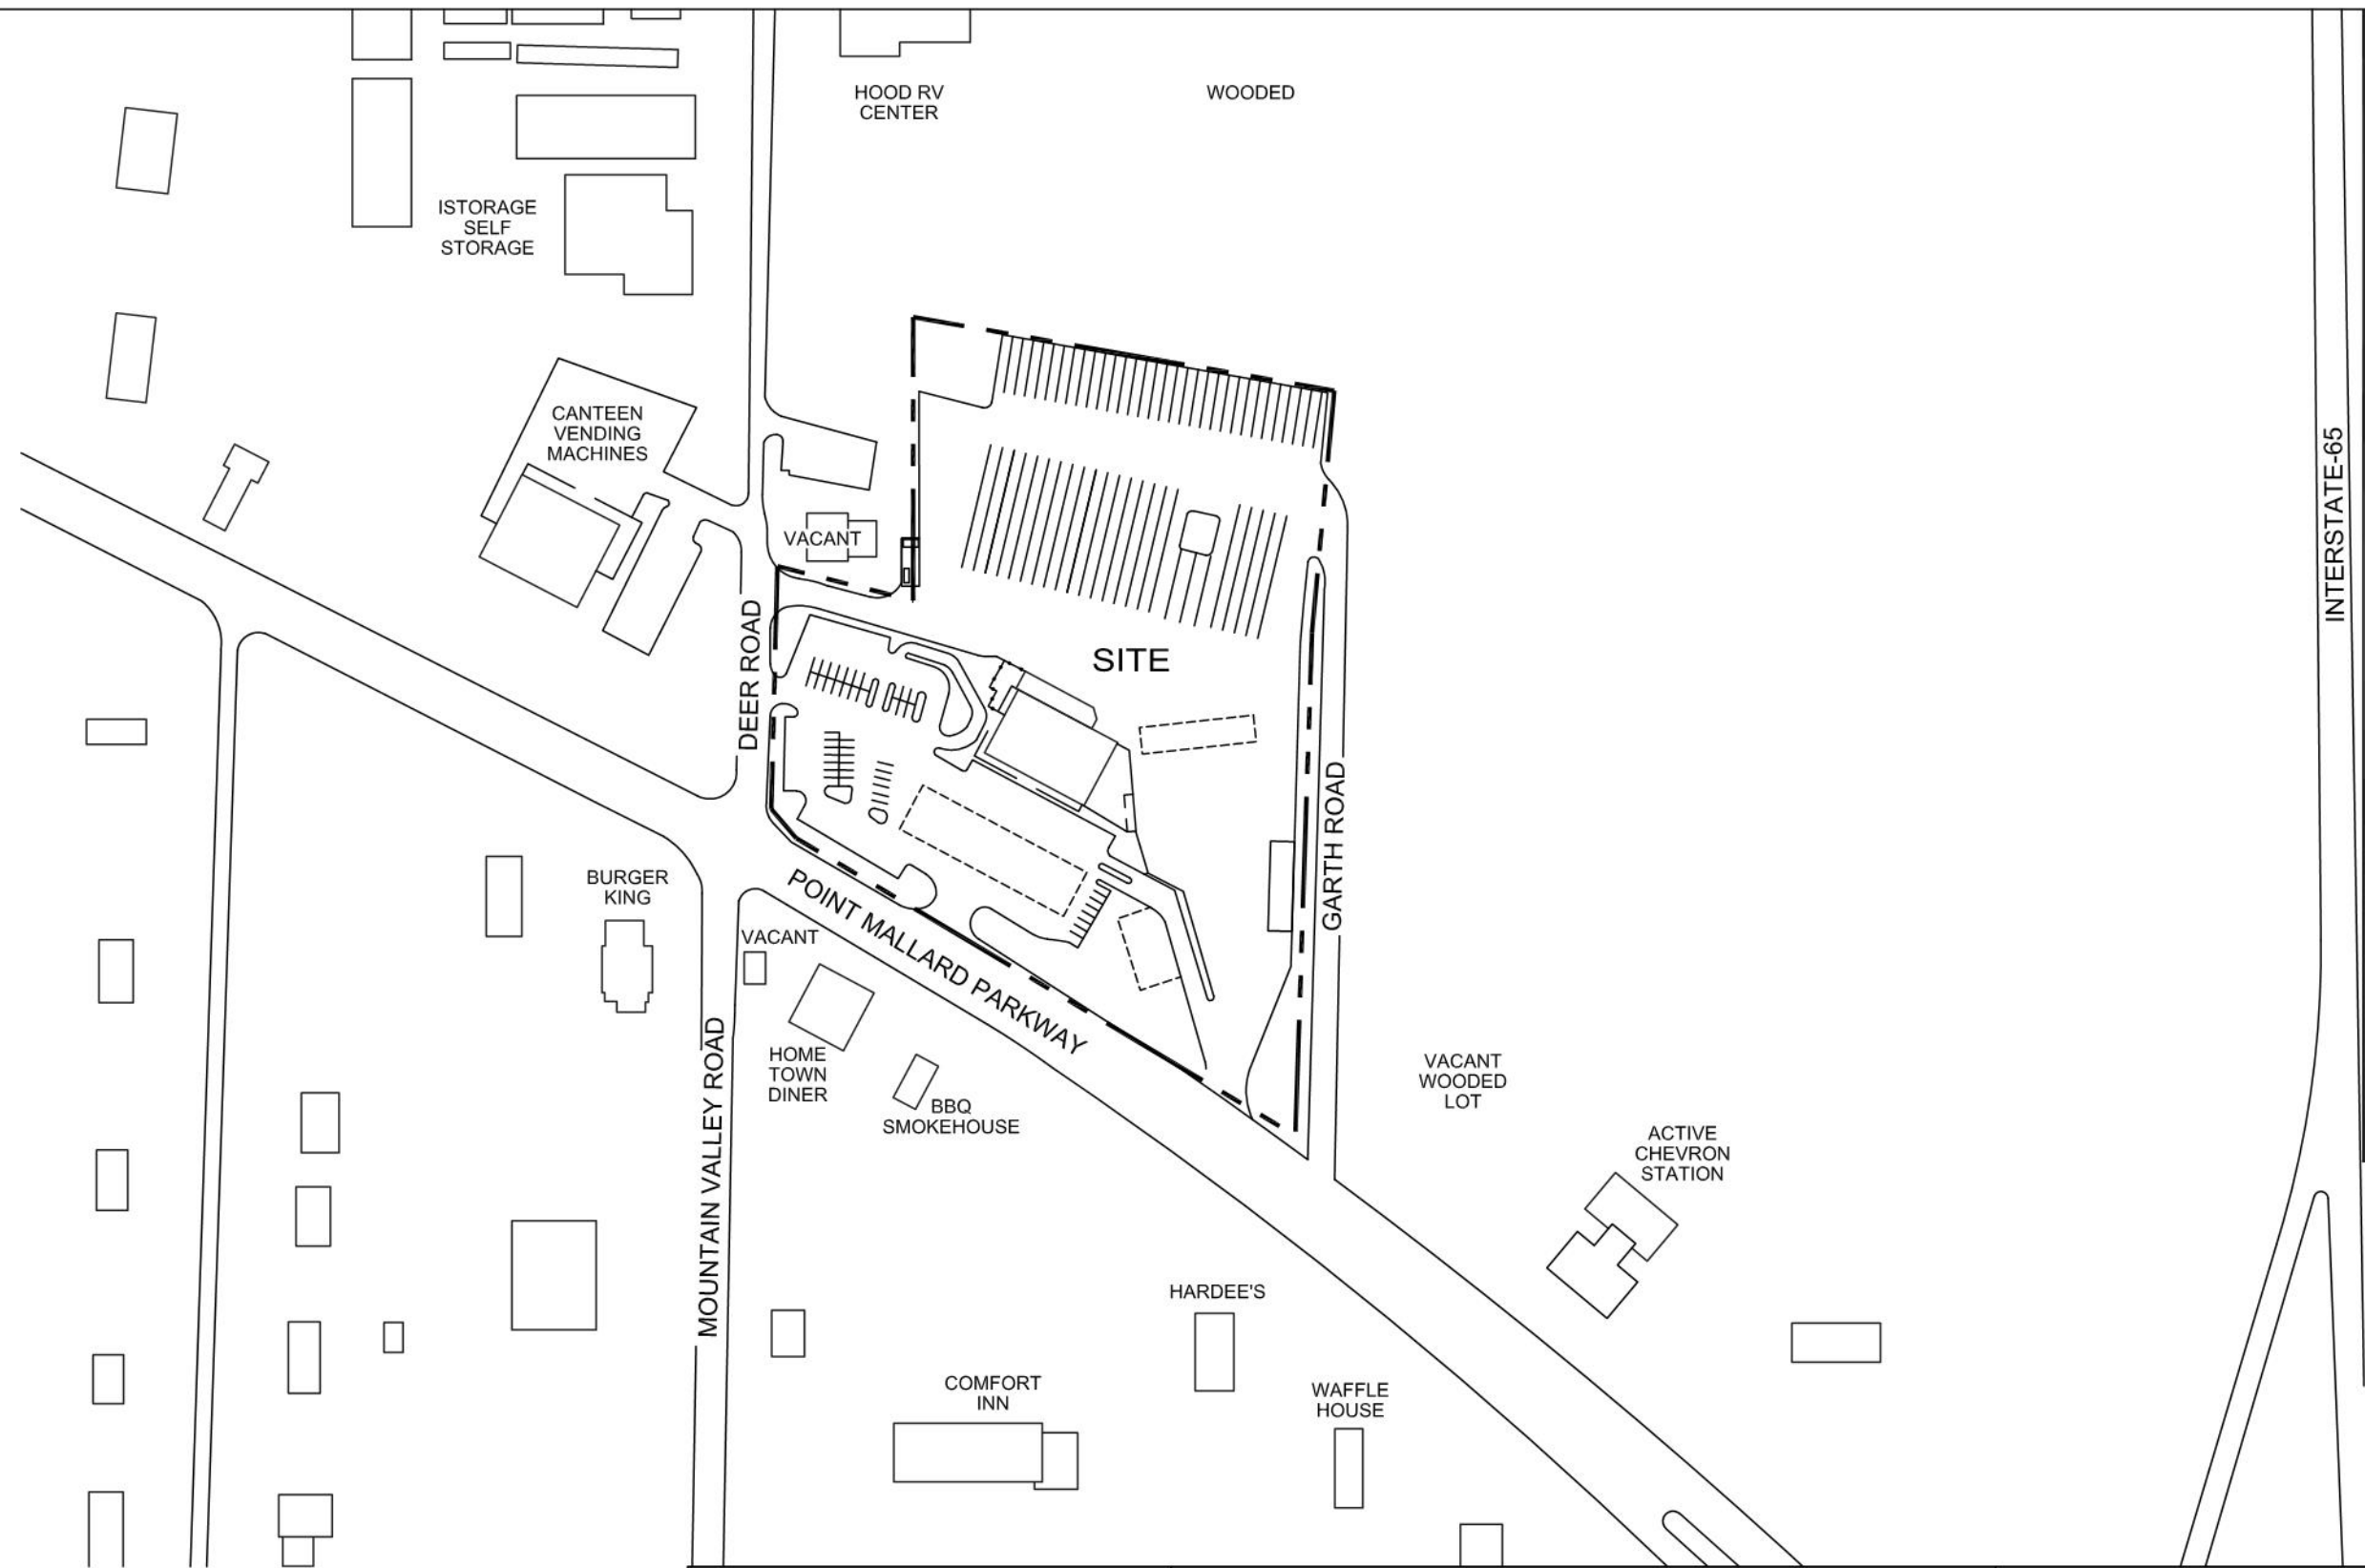 HOOD RV
CENTER
WOODED
ISTORAGE
SELF
STORAGE
CANTEEN
VENDING
MACHINES
VACANT
INTERSTATE-65
DEER ROAD
SITE
GARTH ROAD
BURGER
KING
POINT MALLARD PARKWAY
VACANT
MOUNTAIN VALLEY ROAD
HOME
TOWN
DINER
BBQ
SMOKEHOUSE
VACANT
WOODED
LOT
ACTIVE
CHEVRON
STATION
HARDEE'S
COMFORT
INN
WAFFLE
HOUSE